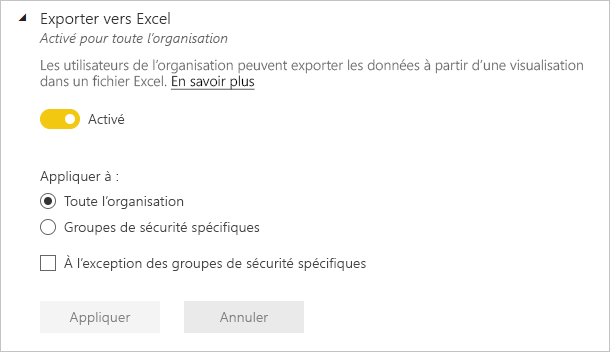 Exporter vers Excel
Activé pour toute l'organisation
Les utilisateurs de l'organisation peuvent exporter les données à partir d'une visualisation
dans un fichier Excel. En savoir plus
Activé
Appliquer à :
Toute l'organisation
Groupes de sécurité spécifiques
À l'exception des groupes de sécurité spécifiques
Appliquer
Annuler